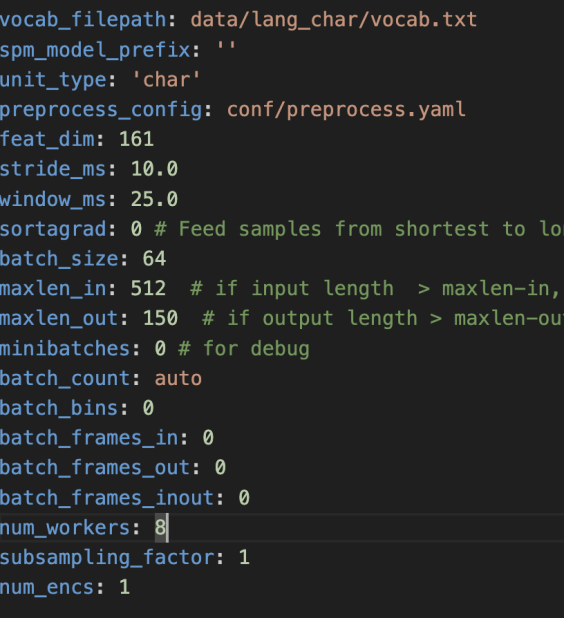 vocab_filepath: data/lang_char/vocab.txt
spm_model_prefix: ''
unit_type: 'char'
preprocess_config: conf/preprocess.yaml
feat_dim: 161
stride_ms: 10.0
window_ms: 25.0
sortagrad: 0 # Feed samples from shortest to lo
batch_size: 64
maxlen_in: 512  # if input length  > maxlen-in,
maxlen_out: 150  # if output length > maxlen-ou
minibatches: 0 # for debug
batch_count: auto
batch_bins: 0
batch_frames_in: 0
batch_frames_out: 0
batch_frames_inout: 0
num_workers: 8
subsampling_factor: 1
num_encs: 1